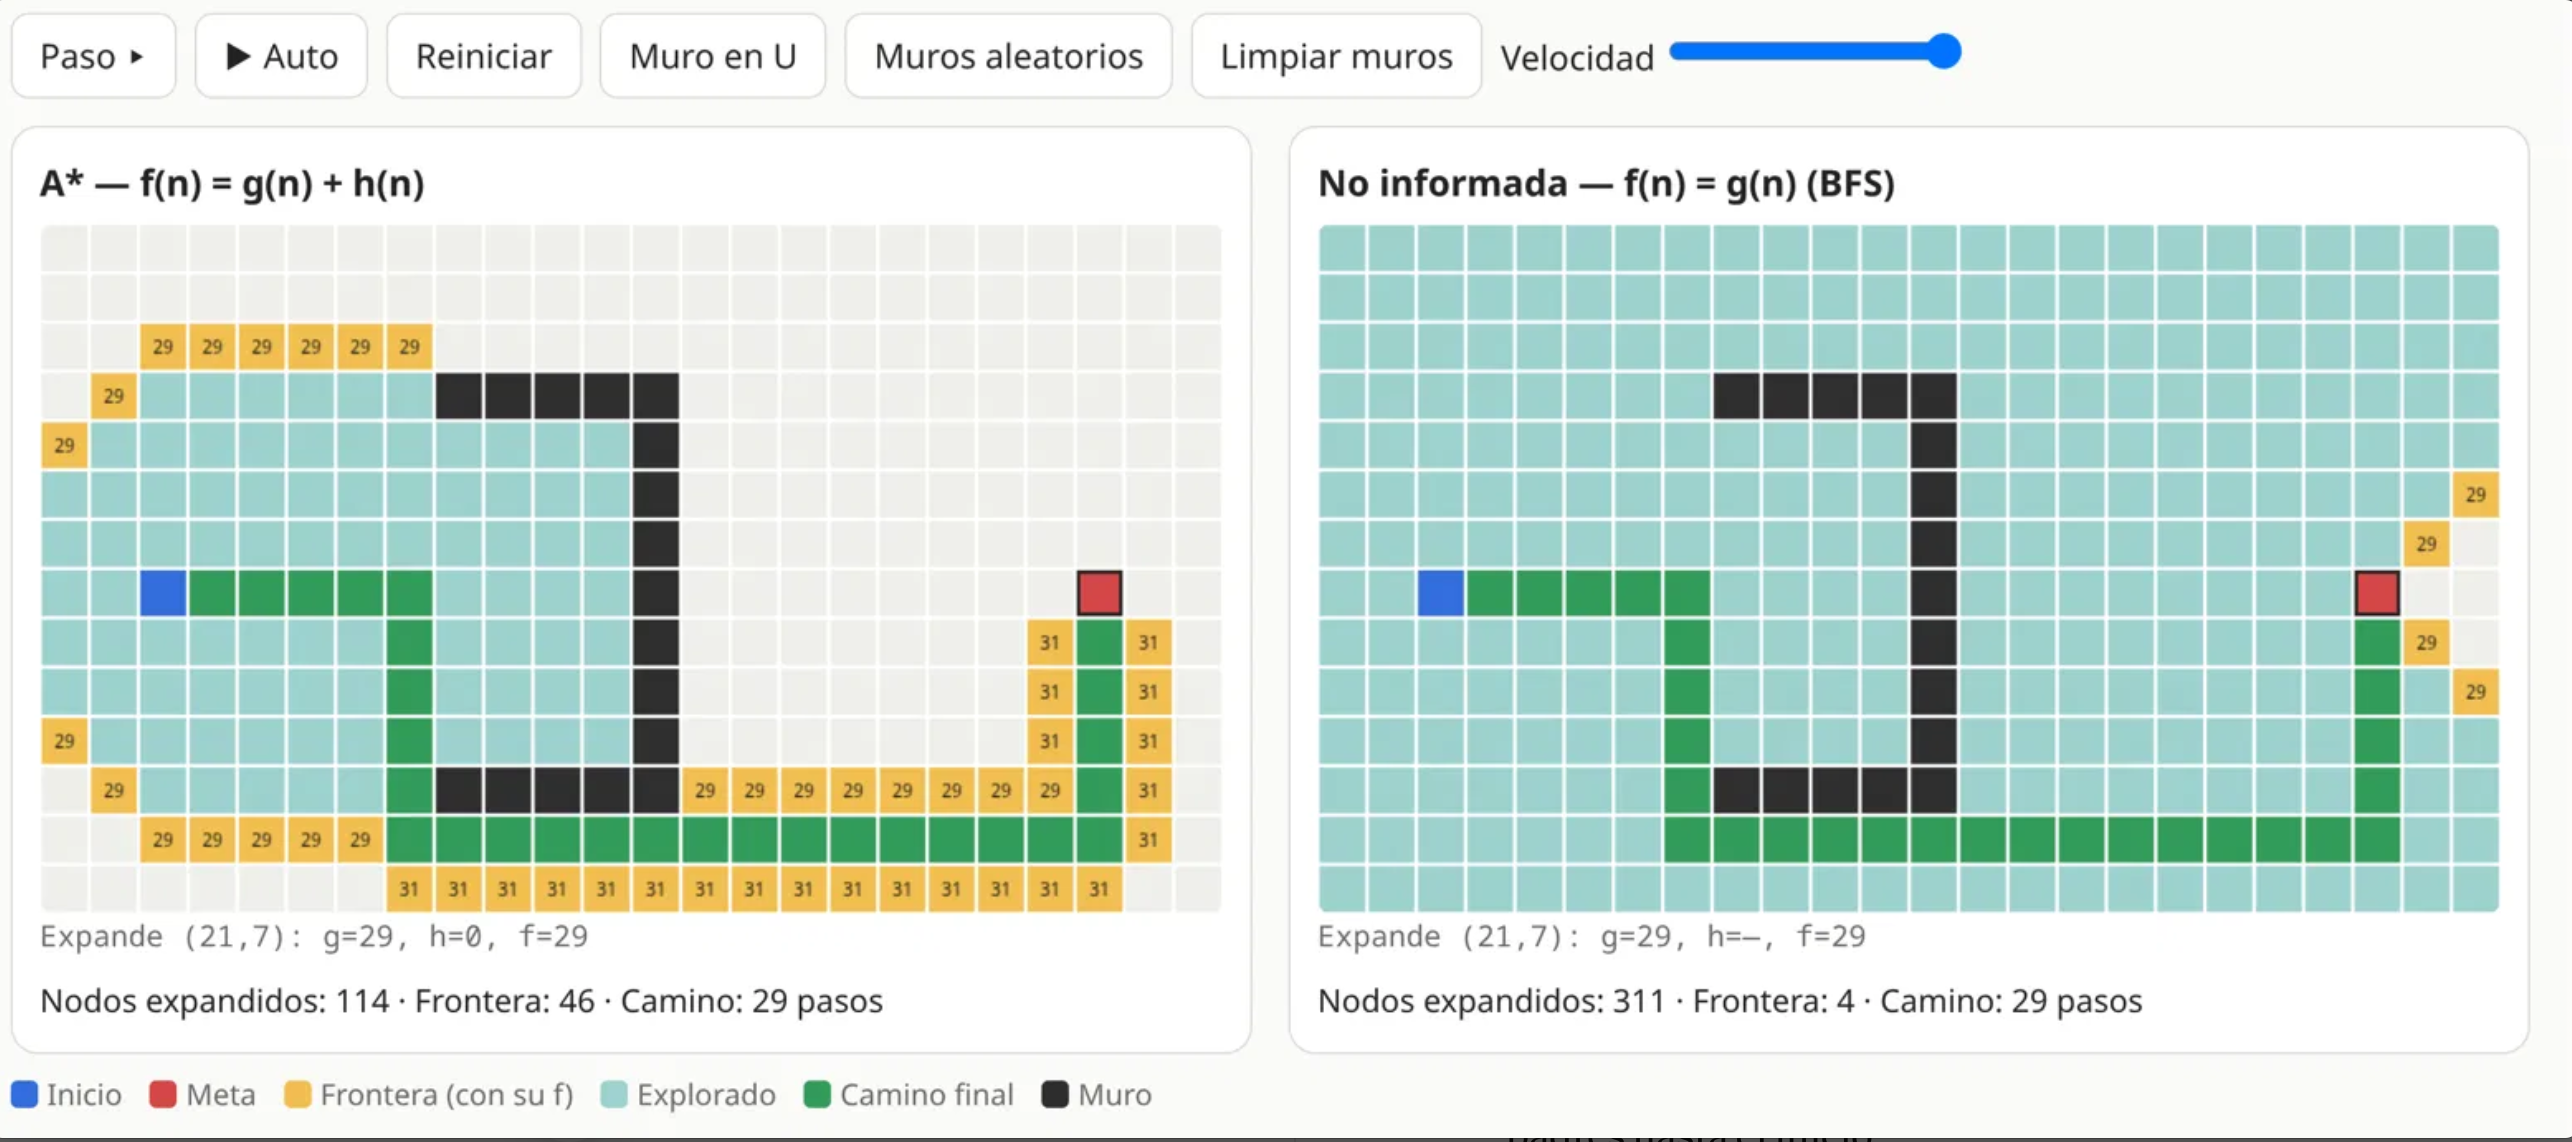 Paso ▸ ▶ Auto Reiniciar Muro en U Muros aleatorios Limpiar muros Velocidad
A* — f(n) = g(n) + h(n)
29 29 29 29 29 29
29
29
31 31
31 31
29 31 31
29 29 29 29 29 29 29 29 29 31
29 29 29 29 29 31
31 31 31 31 31 31 31 31 31 31 31 31 31 31 31
Expande (21,7): g=29, h=0, f=29
Nodos expandidos: 114 · Frontera: 46 · Camino: 29 pasos
No informada — f(n) = g(n) (BFS)
29
29
29
29
Expande (21,7): g=29, h=—, f=29
Nodos expandidos: 311 · Frontera: 4 · Camino: 29 pasos
Inicio Meta Frontera (con su f) Explorado Camino final Muro